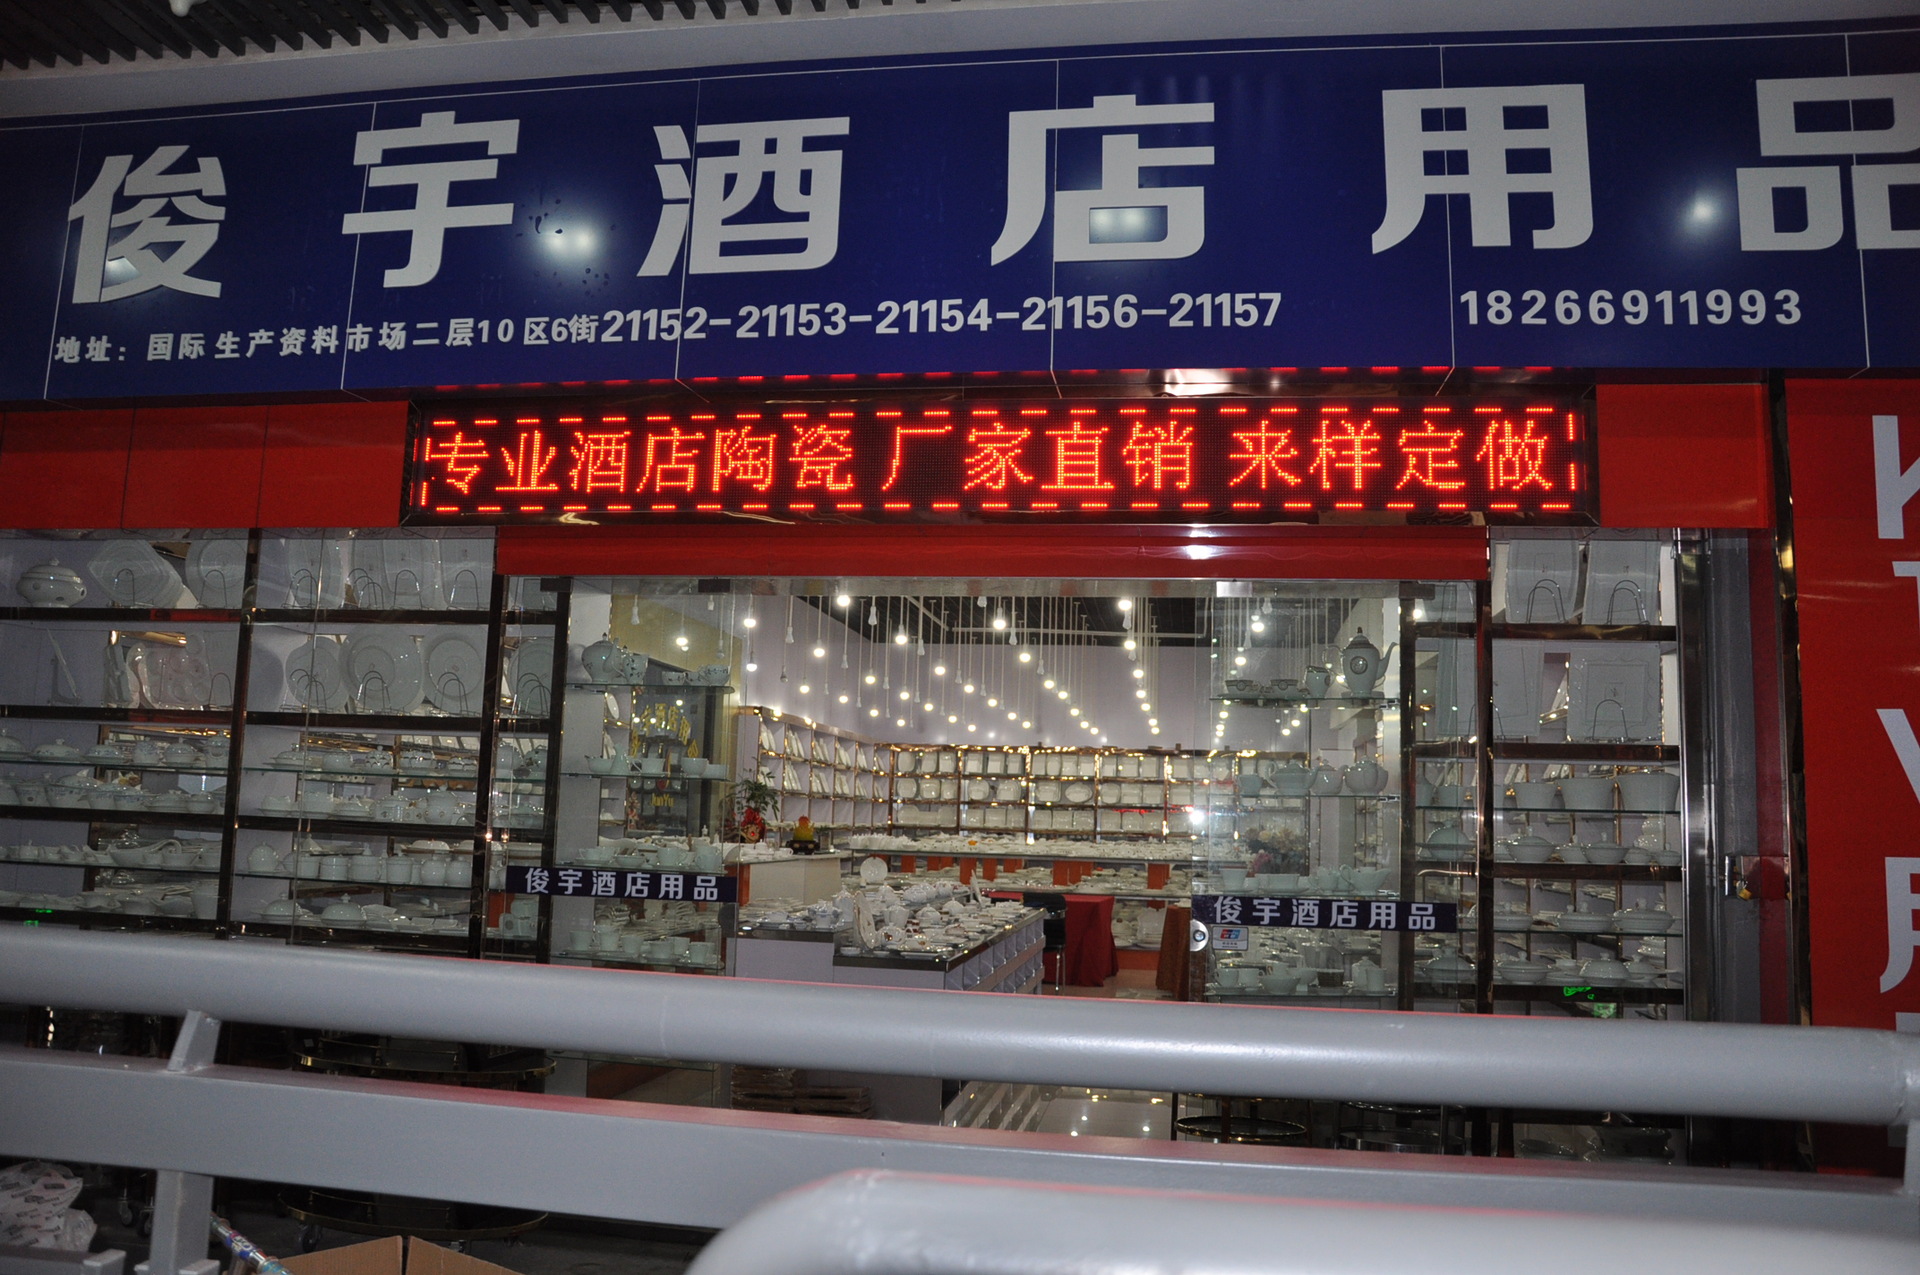 俊宇酒店用品
地址：国际生产资料市场二层10区6街21152-21153-21154-21156-21157
18266911993
专业酒店陶瓷 厂家直销 来样定做
JunYu
俊宇酒店用品
俊宇酒店用品